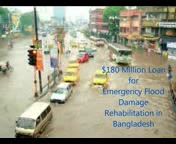 $180 Million Loan
for
Emergency Flood
Damage
Rehabilitation in
Bangladesh